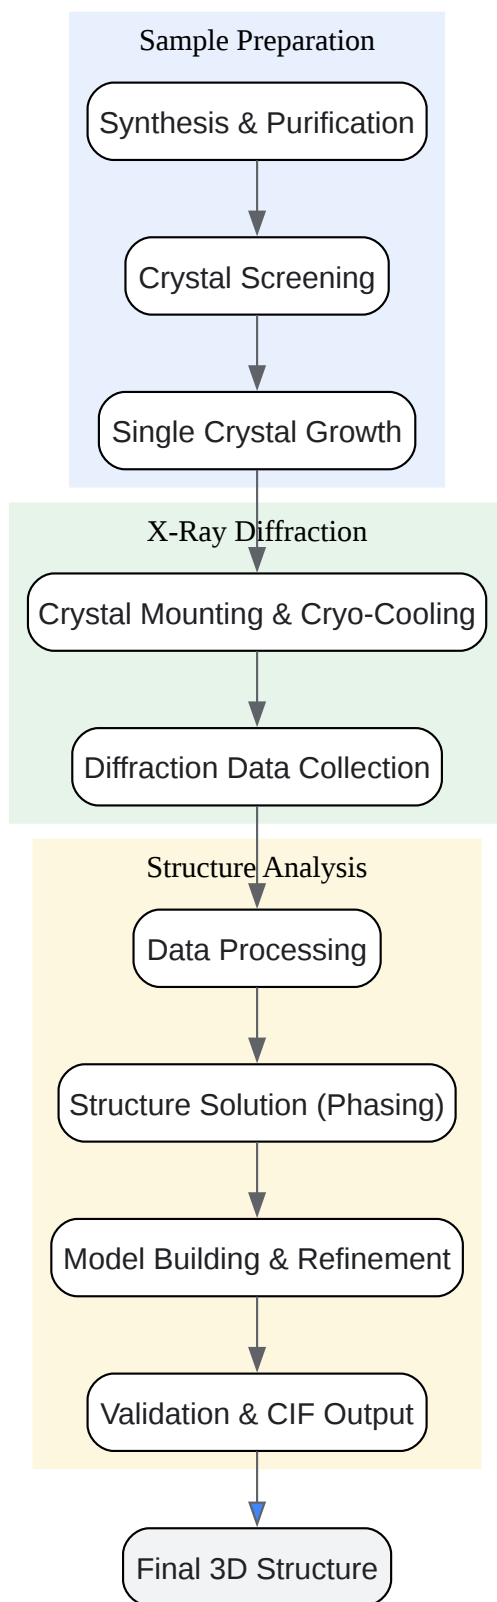 Sample Preparation
Synthesis & Purification
Crystal Screening
Single Crystal Growth
X-Ray Diffraction
Crystal Mounting & Cryo-Cooling
Diffraction Data Collection
Structure Analysis
Data Processing
Structure Solution (Phasing)
Model Building & Refinement
Validation & CIF Output
Final 3D Structure